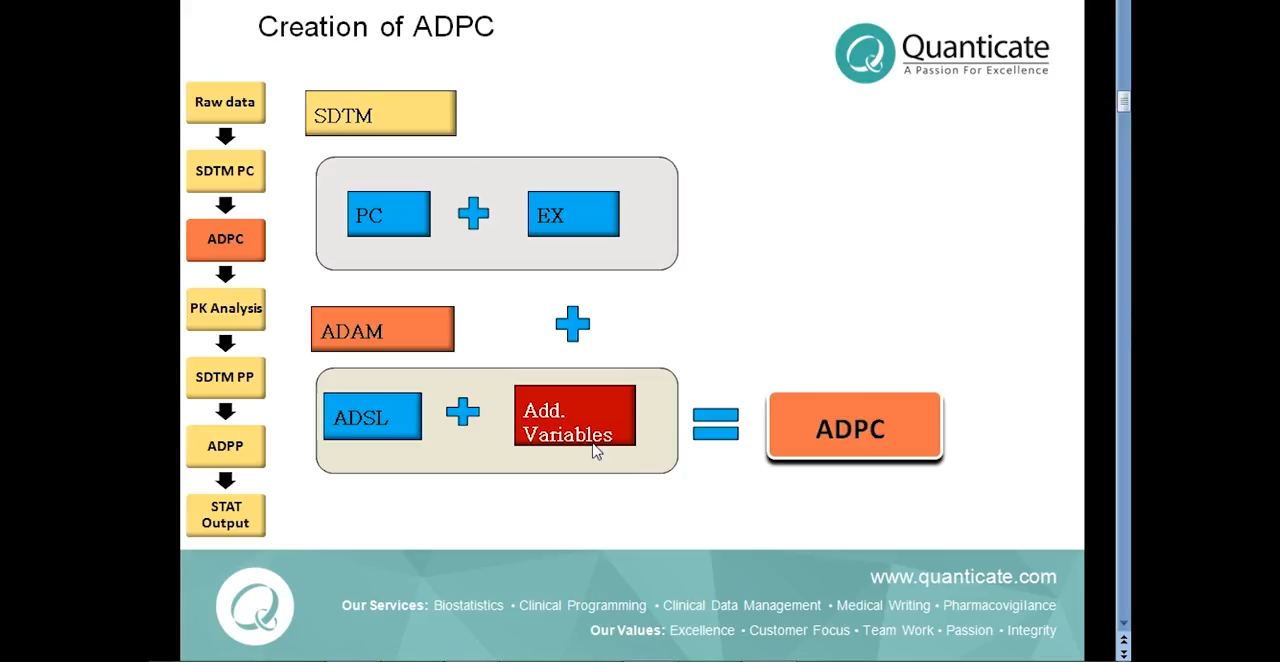 Creation of ADPC
Quanticate
A Passion For Excellence
Raw data
SDTM PC
ADPC
PK Analysis
SDTM PP
ADPP
STAT
Output
SDTM
PC
EX
ADAM
ADSL
Add.
Variables
ADPC
www.quanticate.com
Our Services: Biostatistics • Clinical Programming • Clinical Data Management • Medical Writing • Pharmacovigilance
Our Values: Excellence • Customer Focus • Team Work • Passion • Integrity